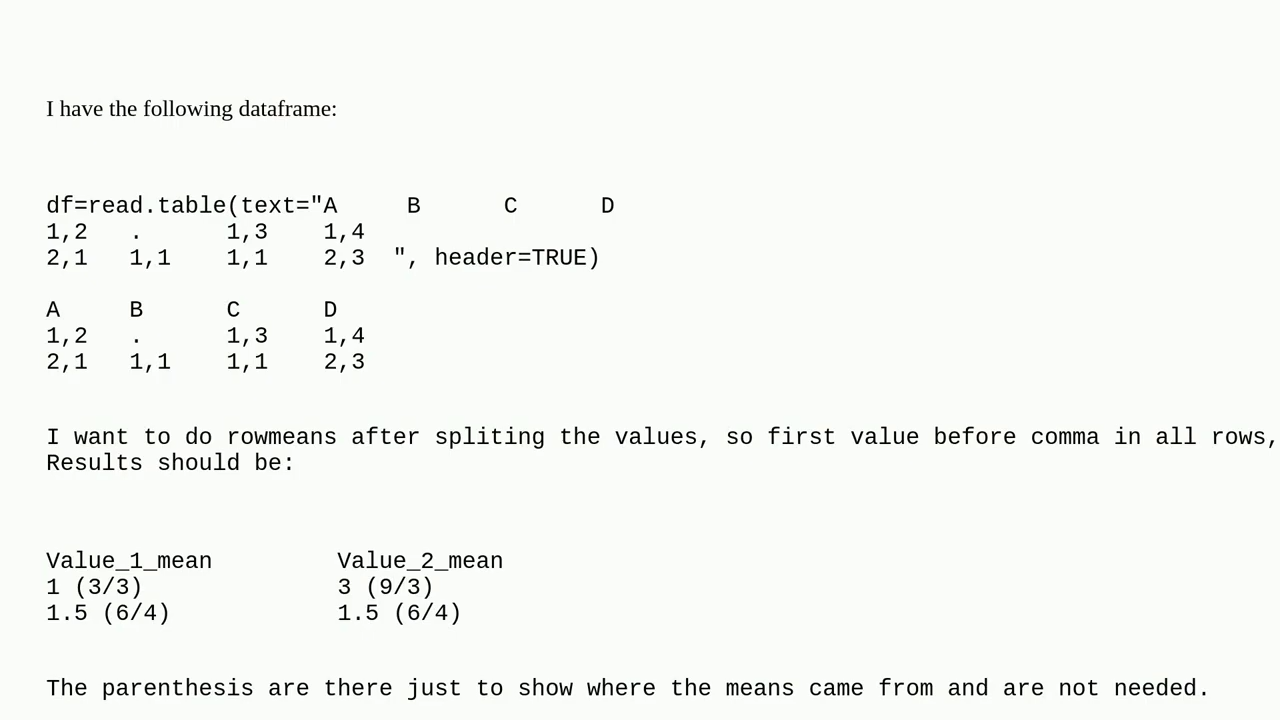 I have the following dataframe:
df=read.table(text="A     B      C      D
1,2   .      1,3    1,4
2,1   1,1    1,1    2,3  ", header=TRUE)
A     B      C      D
1,2   .      1,3    1,4
2,1   1,1    1,1    2,3
I want to do rowmeans after spliting the values, so first value before comma in all rows,
Results should be:
Value_1_mean         Value_2_mean
1 (3/3)              3 (9/3)
1.5 (6/4)            1.5 (6/4)
The parenthesis are there just to show where the means came from and are not needed.